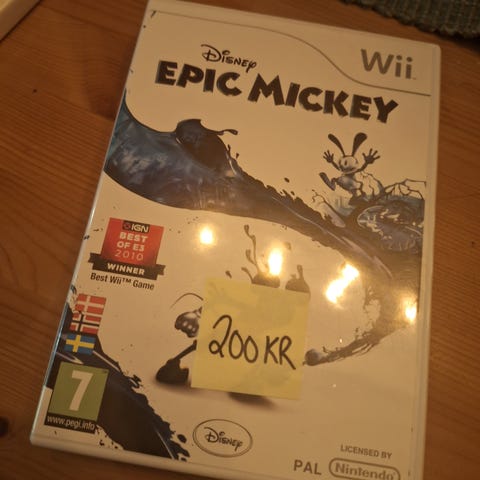 Disney
EPIC MICKEY
Wii™
IGN
BEST
OF E3
2010
WINNER
Best Wii™ Game
200 KR
7
www.pegi.info
Disney
LICENSED BY
PAL
Nintendo